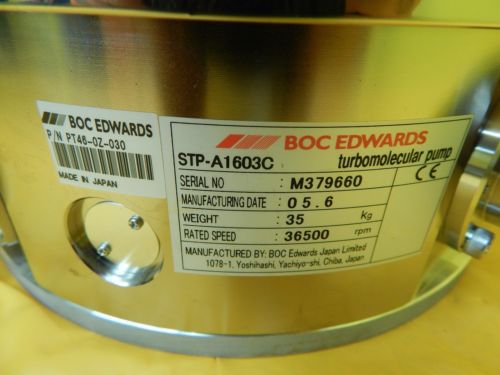 BOC EDWARDS
P/N PT46-0Z-030
MADE IN JAPAN
BOC EDWARDS
STP-A1603C turbomolecular pump
SERIAL NO : M379660 CE
MANUFACTURING DATE : 05.6
WEIGHT : 35 Kg
RATED SPEED : 36500 rpm
MANUFACTURED BY: BOC Edwards Japan Limited
1078-1, Yoshihashi, Yachiyo-shi, Chiba, Japan